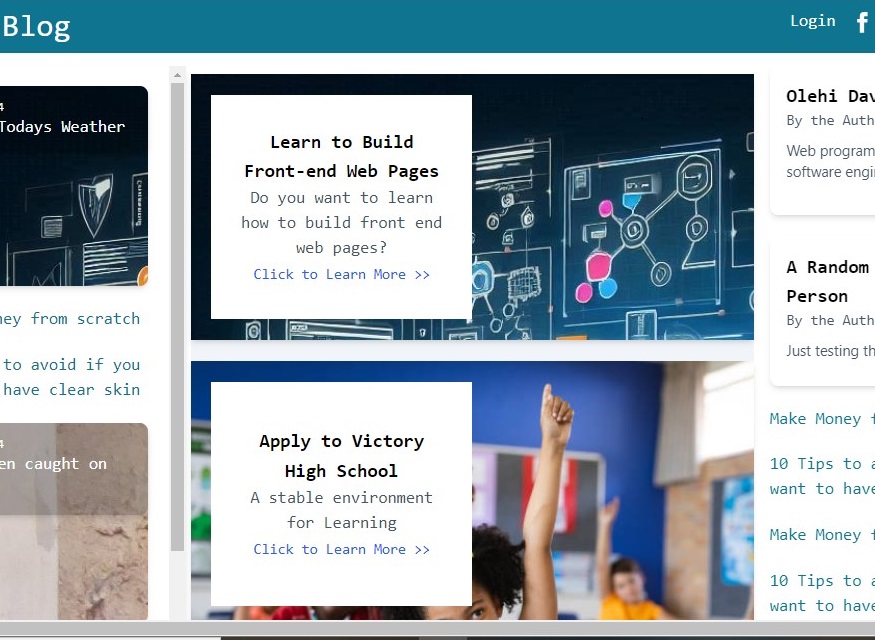 Blog
Login
4
Todays Weather
ney from scratch
to avoid if you
have clear skin
4
en caught on
Learn to Build
Front-end Web Pages
Do you want to learn
how to build front end
web pages?
Click to Learn More >>
Apply to Victory
High School
A stable environment
for Learning
Click to Learn More >>
Olehi Dav
By the Auth
Web program
software engin
A Random
Person
By the Auth
Just testing th
Make Money f
10 Tips to a
want to have
Make Money f
10 Tips to a
want to have